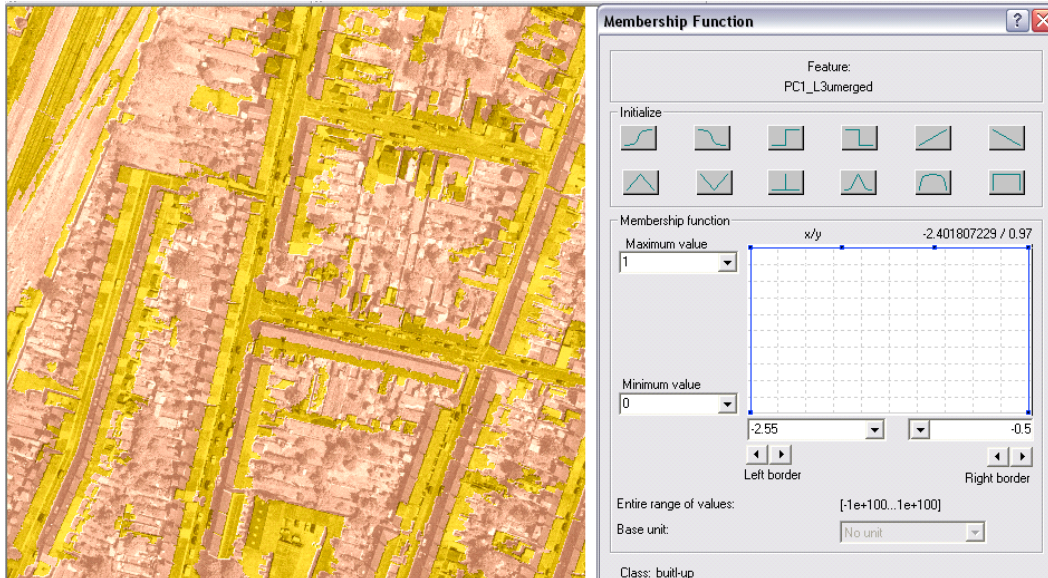 Membership Function
Feature:
PC1_L3umerged
Initialize
Membership function
Maximum value
x/y
-2.401807229 / 0.97
1
Minimum value
0
-2.55
-0.5
Left border
Right border
Entire range of values:
[-1e+100...1e+100]
Base unit:
No unit
Class: buitl-up